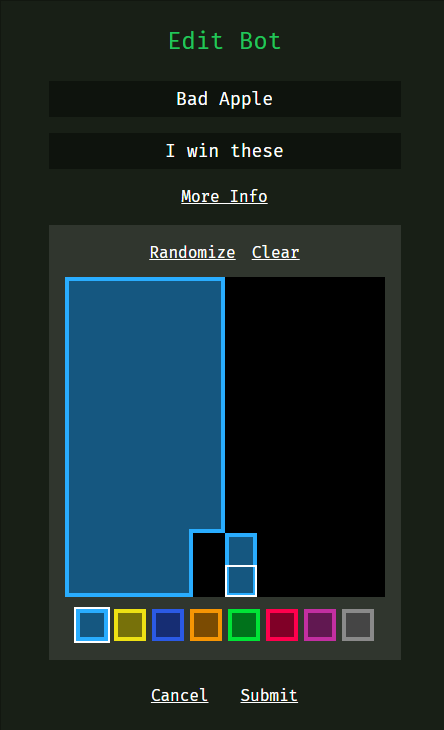 Edit Bot
Bad Apple
I win these
More Info
Randomize Clear
Cancel Submit